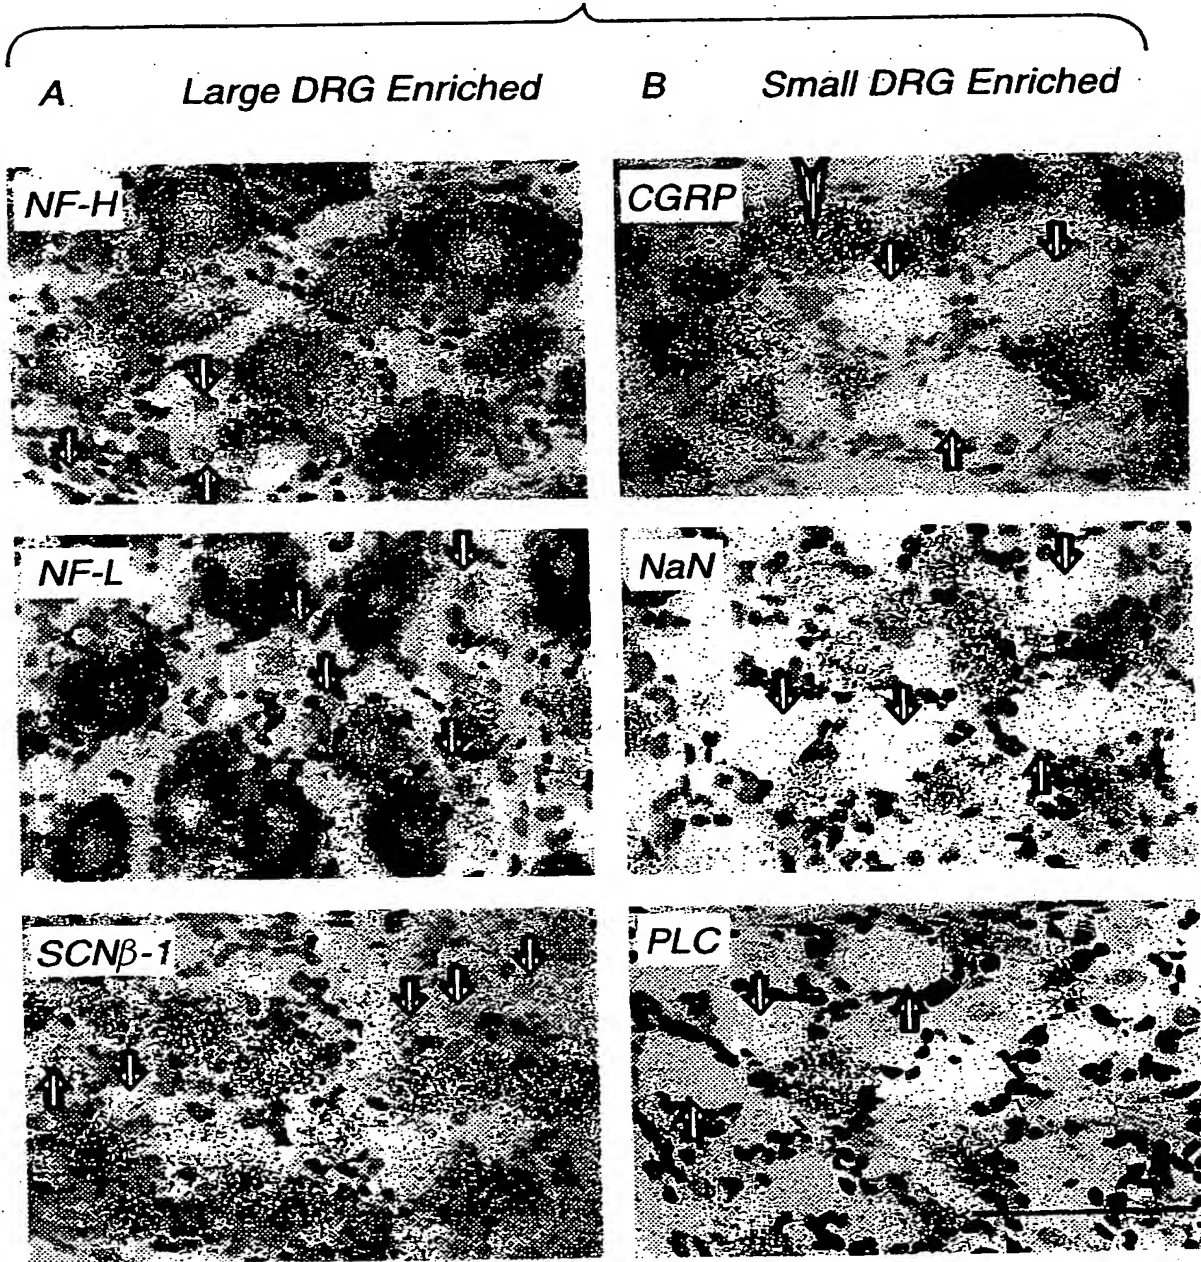 A. Large DRG Enriched
B Small DRG Enriched
NF-H
CGRP
NF-L
NaN
SCNβ-1
PLC